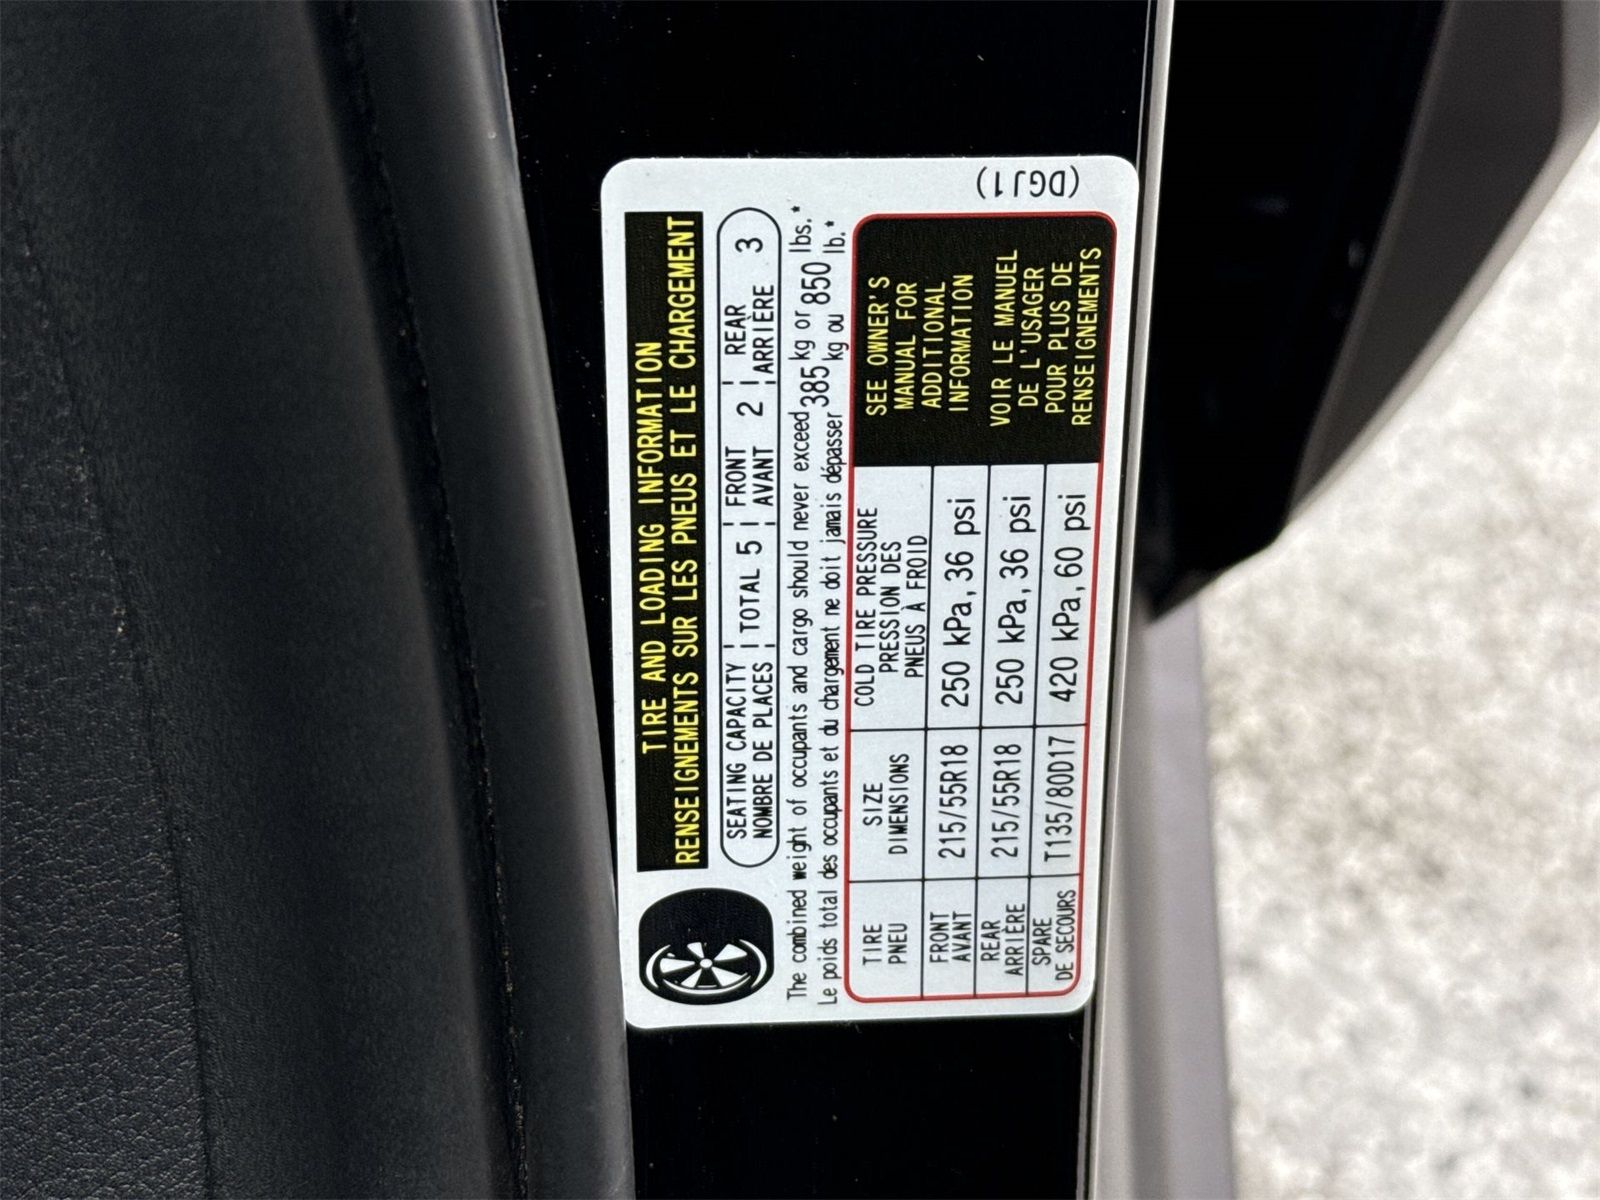 TIRE AND LOADING INFORMATION
RENSEIGNEMENTS SUR LES PNEUS ET LE CHARGEMENT
SEATING CAPACITY | TOTAL 5 | FRONT 2 | REAR 3
NOMBRE DE PLACES | AVANT | ARRIÈRE
The combined weight of occupants and cargo should never exceed 385 kg or 850 lbs.*
Le poids total des occupants et du chargement ne doit jamais dépasser kg ou lb.*
TIRE
PNEU
SIZE
DIMENSIONS
COLD TIRE PRESSURE
PRESSION DES
PNEUS À FROID
FRONT
AVANT
215/55R18
250 kPa, 36 psi
REAR
ARRIÈRE
215/55R18
250 kPa, 36 psi
SPARE
DE SECOURS
T135/80D17
420 kPa, 60 psi
SEE OWNER'S
MANUAL FOR
ADDITIONAL
INFORMATION
VOIR LE MANUEL
DE L'USAGER
POUR PLUS DE
RENSEIGNEMENTS
(DGJ1)